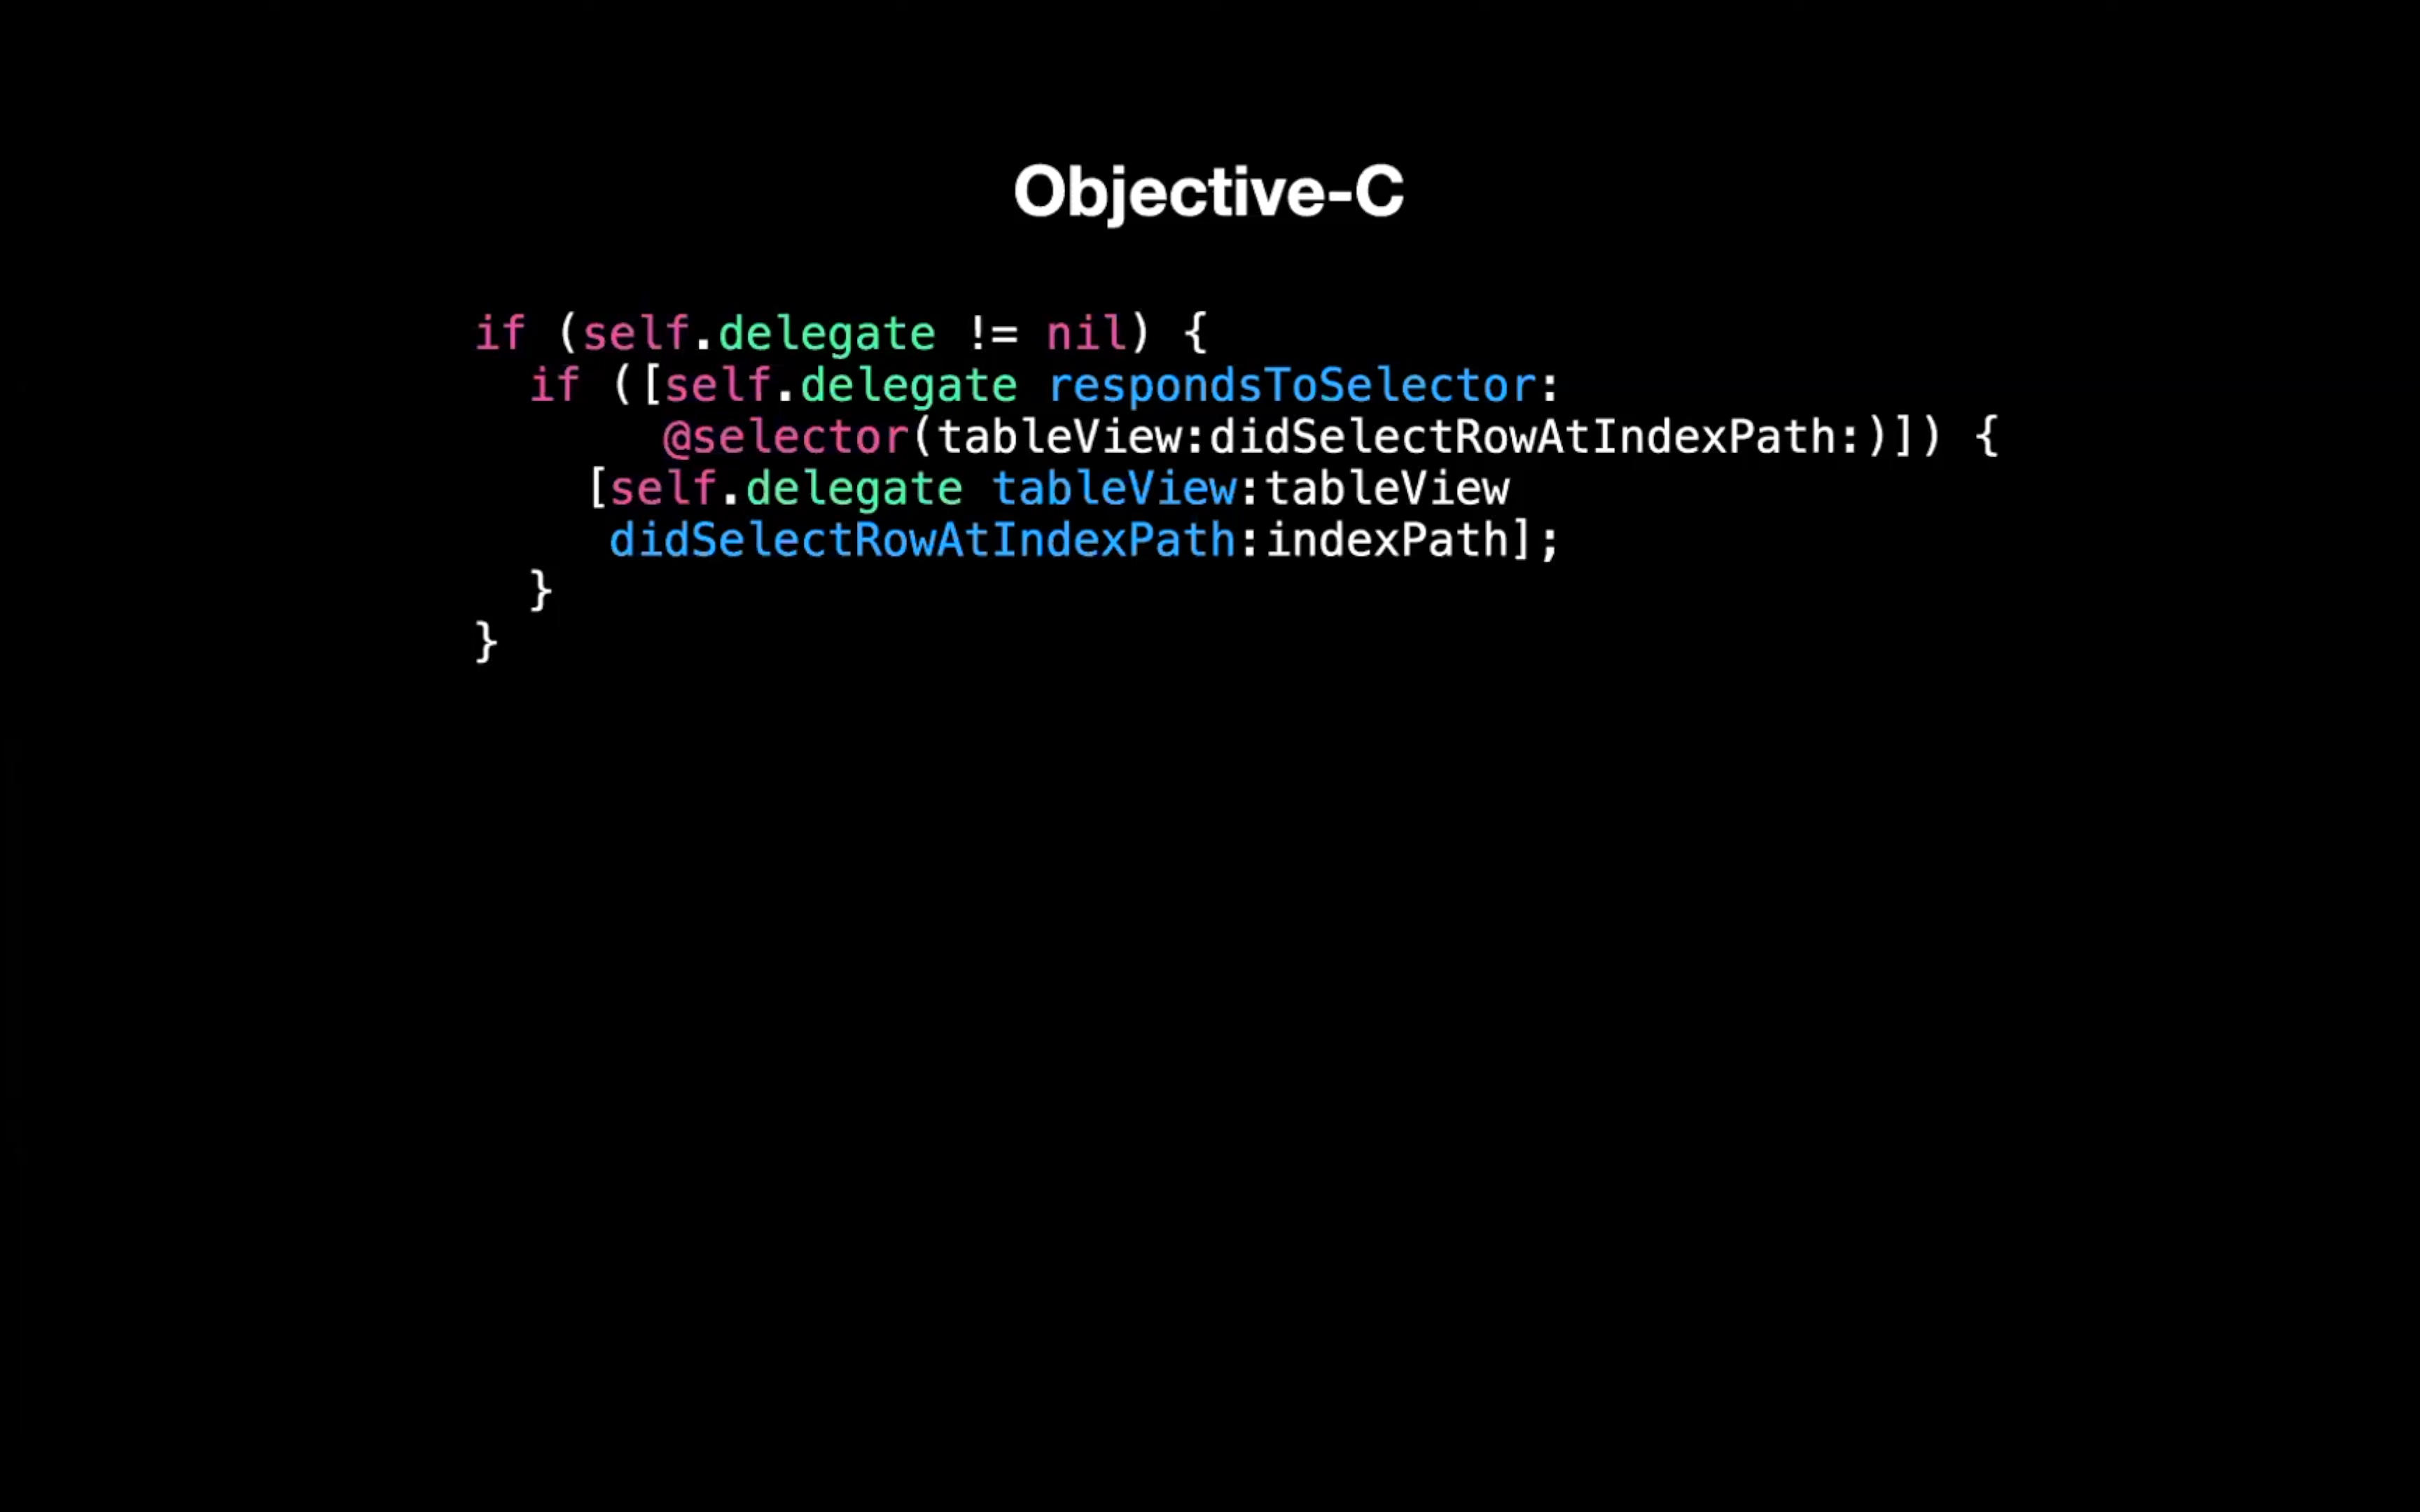 Objective-C
if (self.delegate != nil) {
if ([self.delegate respondsToSelector:
@selector(tableView:didSelectRowAtIndexPath:)]) {
[self.delegate tableView:tableView
didSelectRowAtIndexPath:indexPath];
}
}